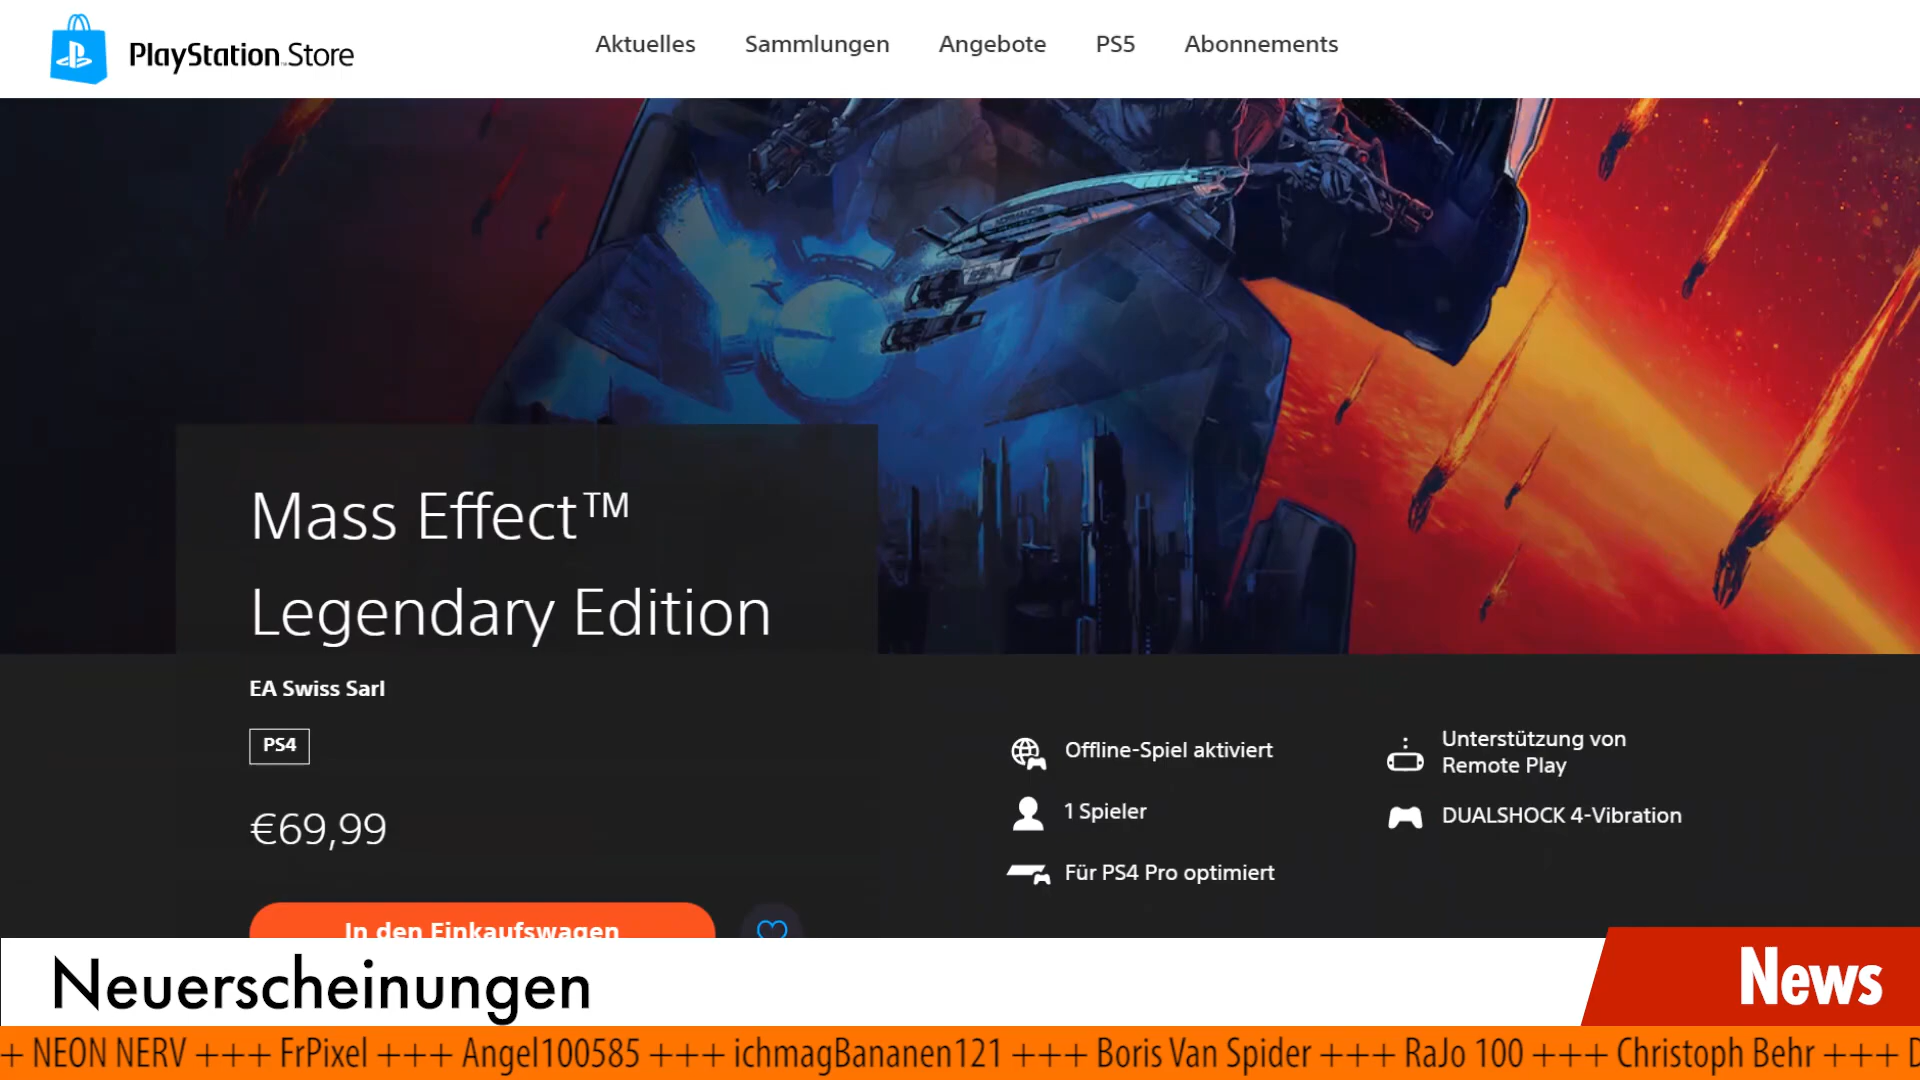 PlayStation Store
Aktuelles Sammlungen Angebote PS5 Abonnements
Mass Effect™
Legendary Edition
EA Swiss Sarl
PS4
€69,99
In den Einkaufswagen
Offline-Spiel aktiviert
1 Spieler
Für PS4 Pro optimiert
Unterstützung von
Remote Play
DUALSHOCK 4-Vibration
Neuerscheinungen
News
+ NEON NERV +++ FrPixel +++ Angel100585 +++ ichmagBananen121 +++ Boris Van Spider +++ RaJo 100 +++ Christoph Behr +++